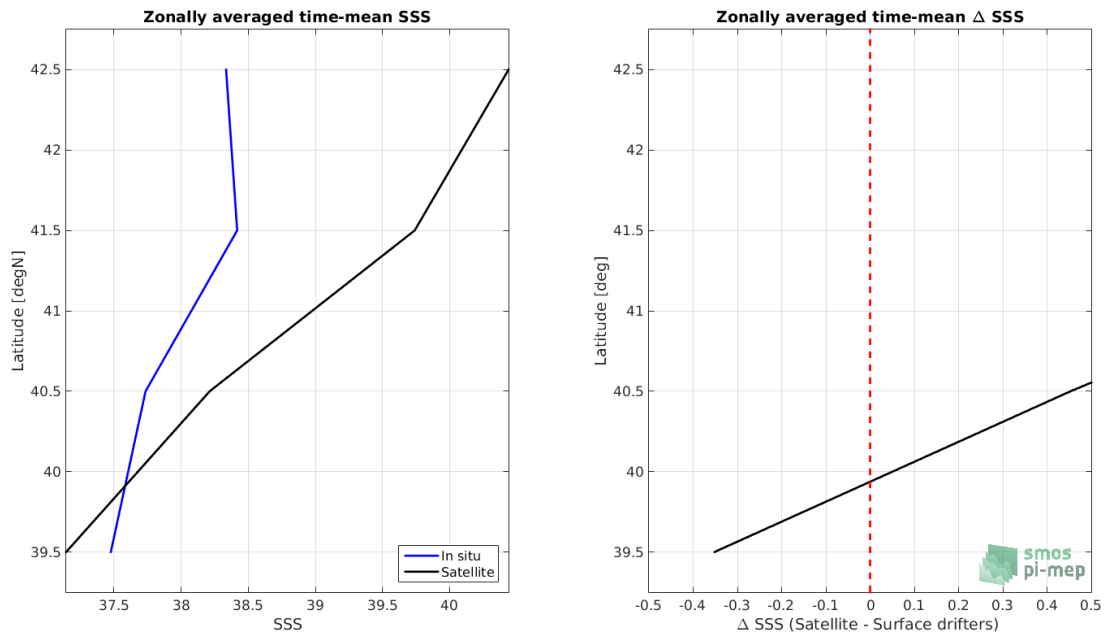 Zonally averaged time-mean SSS
42.5
42
41.5
41
40.5
40
39.5
Latitude [degN]
37.5 38 38.5 39 39.5 40
SSS
In situ
Satellite
Zonally averaged time-mean Δ SSS
42.5
42
41.5
41
40.5
40
39.5
Latitude [deg]
-0.5 -0.4 -0.3 -0.2 -0.1 0 0.1 0.2 0.3 0.4 0.5
Δ SSS (Satellite - Surface drifters)
smos
pi-mep